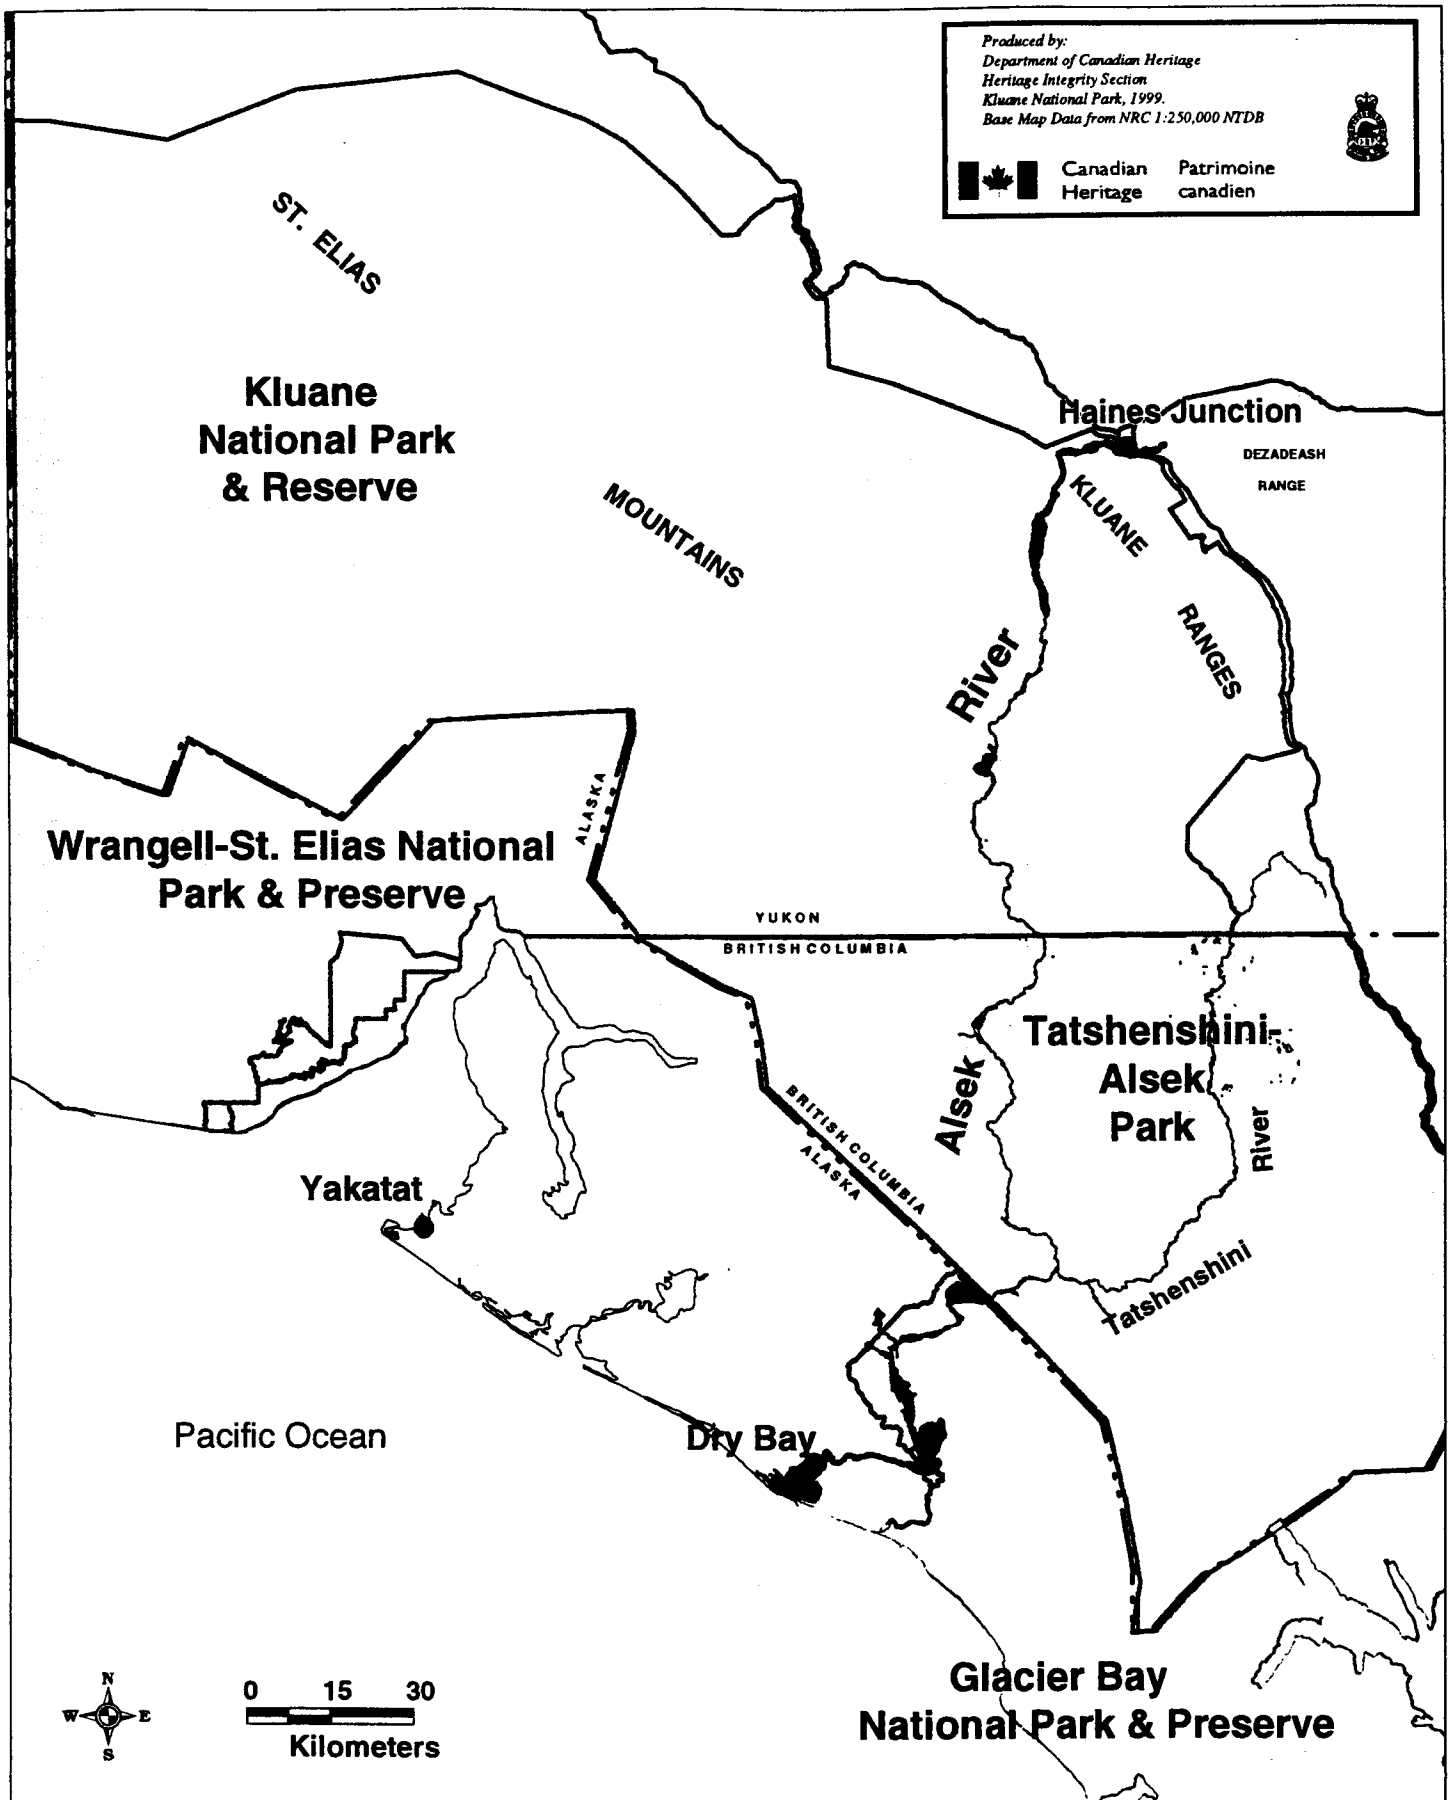 Produced by:
Department of Canadian Heritage
Heritage Integrity Section
Kluane National Park, 1999.
Base Map Data from NRC 1:250,000 NTDB
Canadian Patrimoine
Heritage canadien
ST. ELIAS
Kluane
National Park
& Reserve
MOUNTAINS
Haines Junction
DEZADEASH
RANGE
KLUANE
RANGES
River
ALASKA
Wrangell-St. Elias National
Park & Preserve
YUKON
BRITISH COLUMBIA
Tatshenshini-
Alsek
Park
Alsek
River
BRITISH COLUMBIA
ALASKA
Yakatat
Tatshenshini
Pacific Ocean
Dry Bay
Glacier Bay
National Park & Preserve
N
W E
S
0 15 30
Kilometers